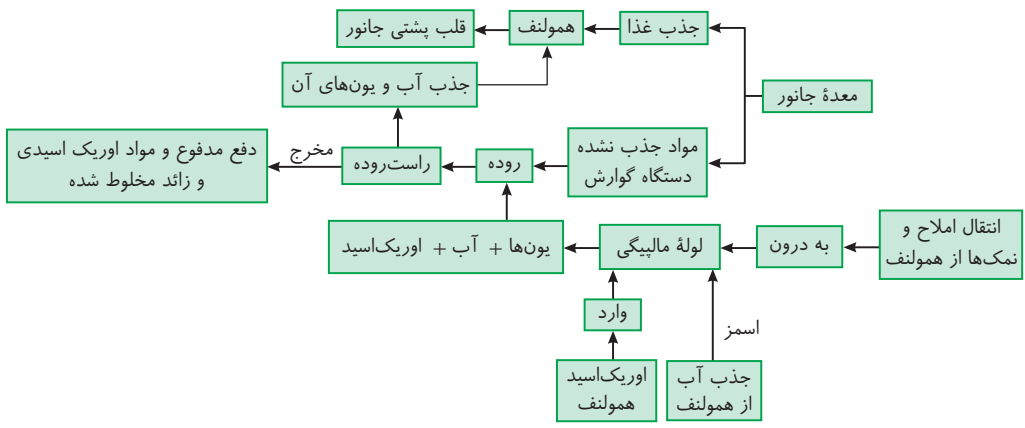 جذب غذا
همولنف
قلب پشتی جانور
جذب آب و یون‌های آن
معدهٔ جانور
مواد جذب نشده
دستگاه گوارش
روده
راست‌روده
مخرج
دفع مدفوع و مواد اوریک اسیدی
و زائد مخلوط شده
انتقال املاح و
نمک‌ها از همولنف
به درون
لولهٔ مالپیگی
یون‌ها + آب + اوریک‌اسید
وارد
اسمز
اوریک‌اسید
همولنف
جذب آب
از همولنف